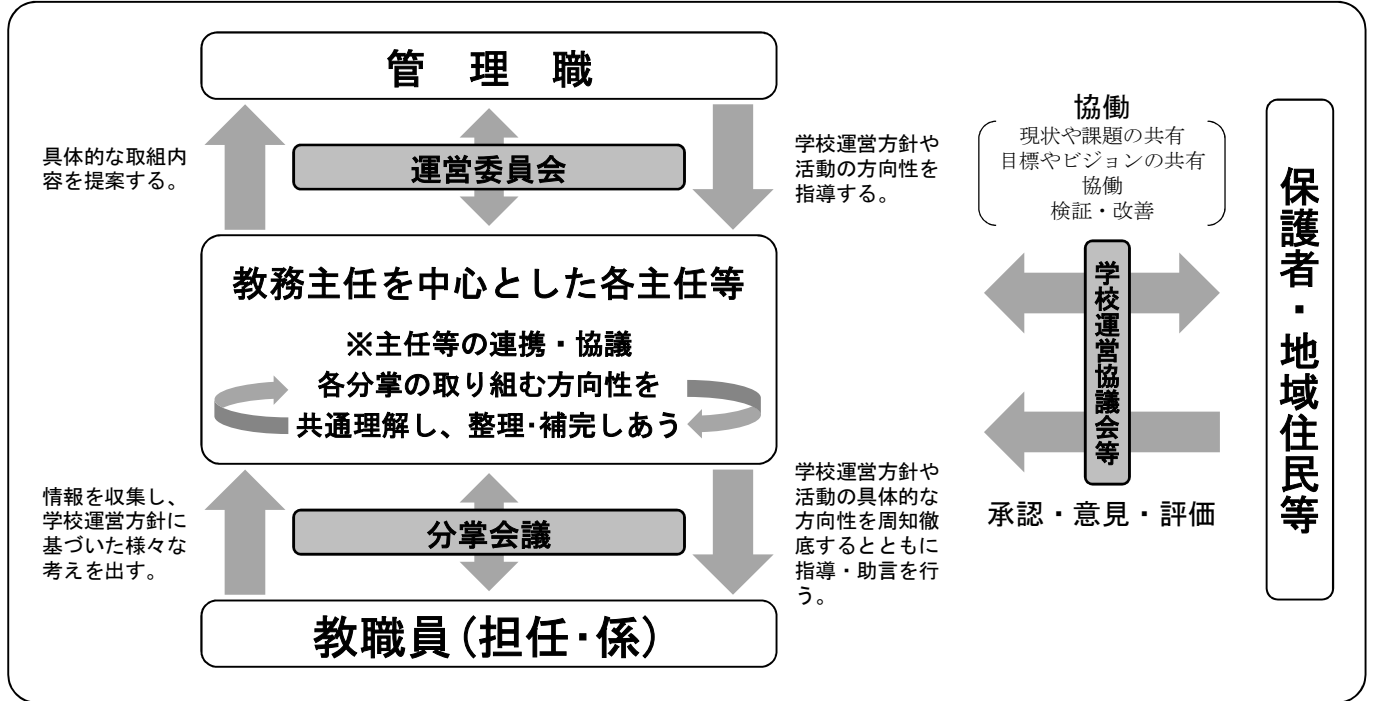 管 理 職
具体的な取組内
容を提案する。
運営委員会
学校運営方針や
活動の方向性を
指導する。
教務主任を中心とした各主任等
※主任等の連携・協議
各分掌の取り組む方向性を
共通理解し、整理・補完しあう
情報を収集し、
学校運営方針に
基づいた様々な
考えを出す。
分掌会議
学校運営方針や
活動の具体的な
方向性を周知徹
底するとともに
指導・助言を行
う。
教職員(担任・係)
協働
現状や課題の共有
目標やビジョンの共有
協働
検証・改善
学校運営協議会等
承認・意見・評価
保護者・地域住民等